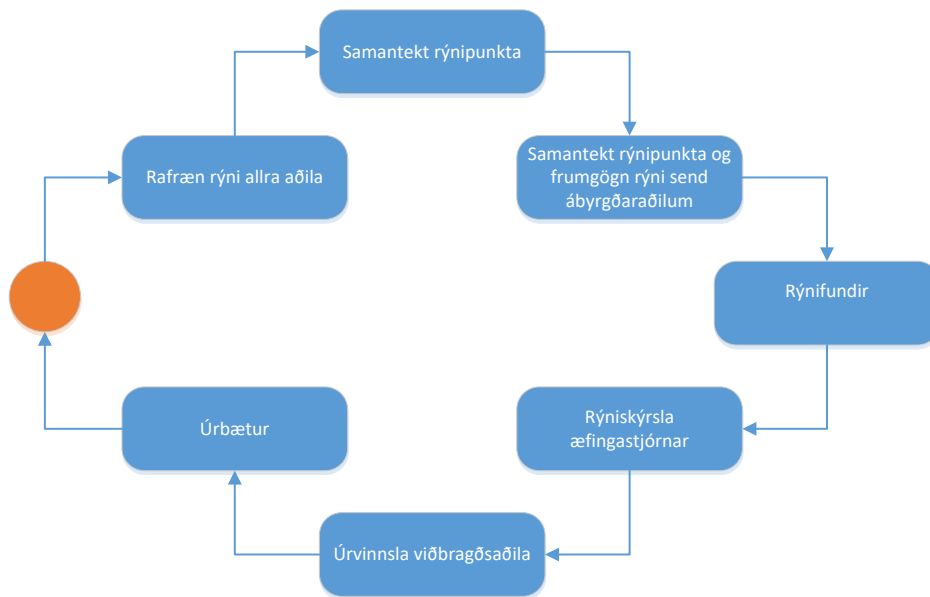 Samantekt rýnipunkta
Rafræn rýni allra aðila
Samantekt rýnipunkta og
frumgögn rýni send
ábyrgðaraðilum
Rýnifundir
Rýniskýrsla
æfingastjórnar
Úrbætur
Úrvinnsla viðbragðsaðila